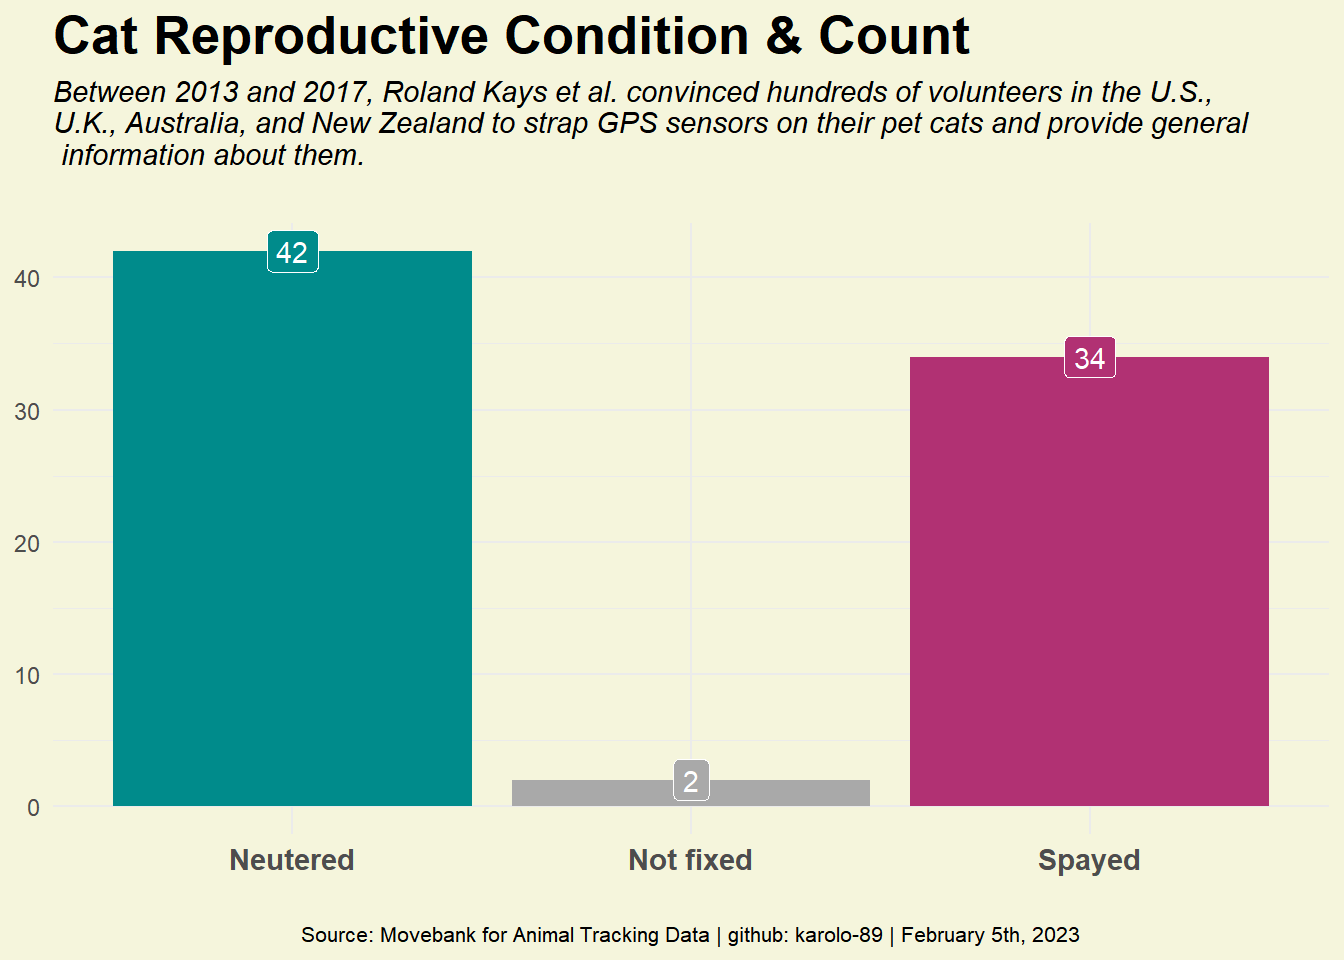 Cat Reproductive Condition & Count
Between 2013 and 2017, Roland Kays et al. convinced hundreds of volunteers in the U.S.,
U.K., Australia, and New Zealand to strap GPS sensors on their pet cats and provide general
information about them.
42
40
34
30
20
10
2
0
Neutered
Not fixed
Spayed
Source: Movebank for Animal Tracking Data | github: karolo-89 | February 5th, 2023